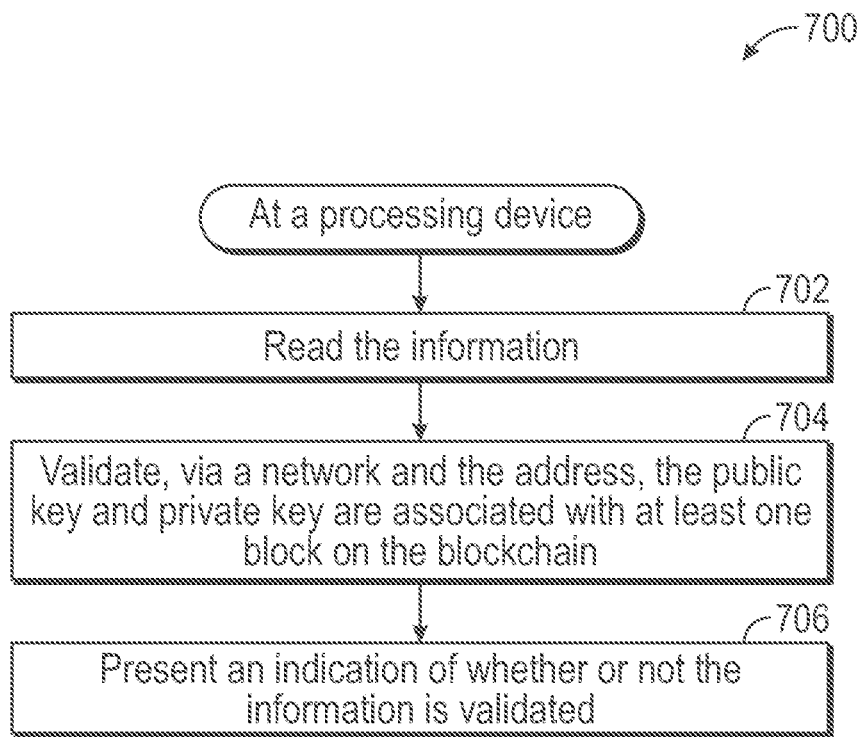 700
At a processing device
702
Read the information
704
Validate, via a network and the address, the public
key and private key are associated with at least one
block on the blockchain
706
Present an indication of whether or not the
information is validated